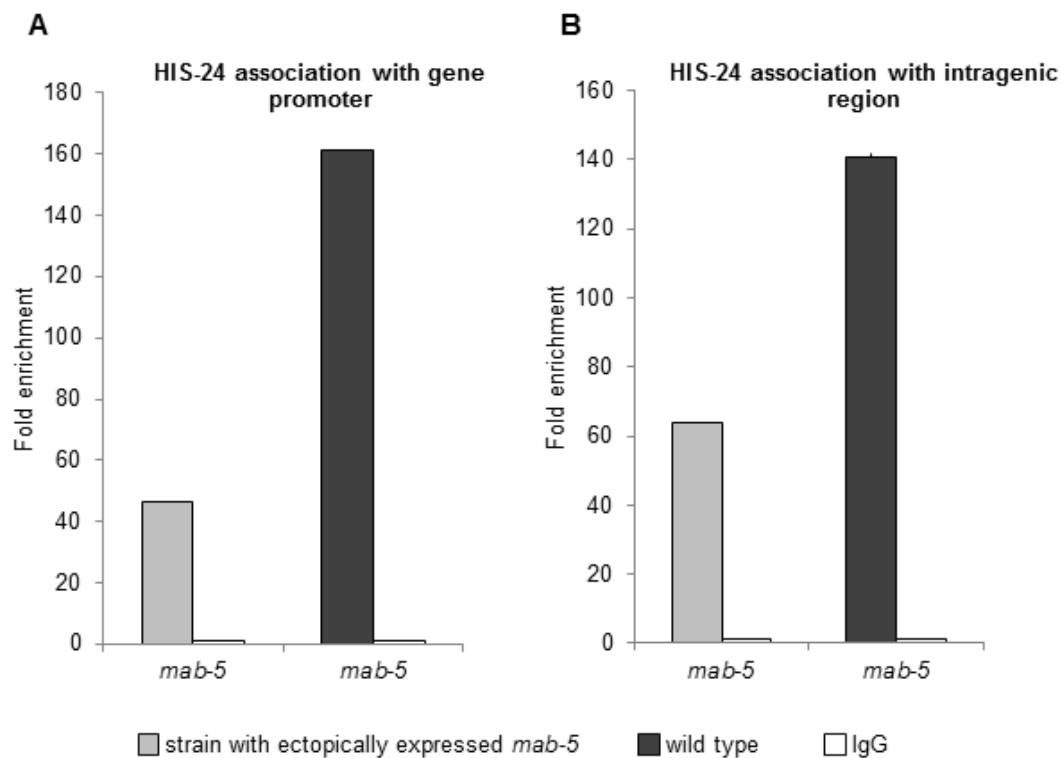 A
HIS-24 association with gene
promoter
180
160
140
120
100
80
60
40
20
0
Fold enrichment
mab-5
mab-5
B
HIS-24 association with intragenic
region
160
140
120
100
80
60
40
20
0
Fold enrichment
mab-5
mab-5
strain with ectopically expressed mab-5
wild type
IgG